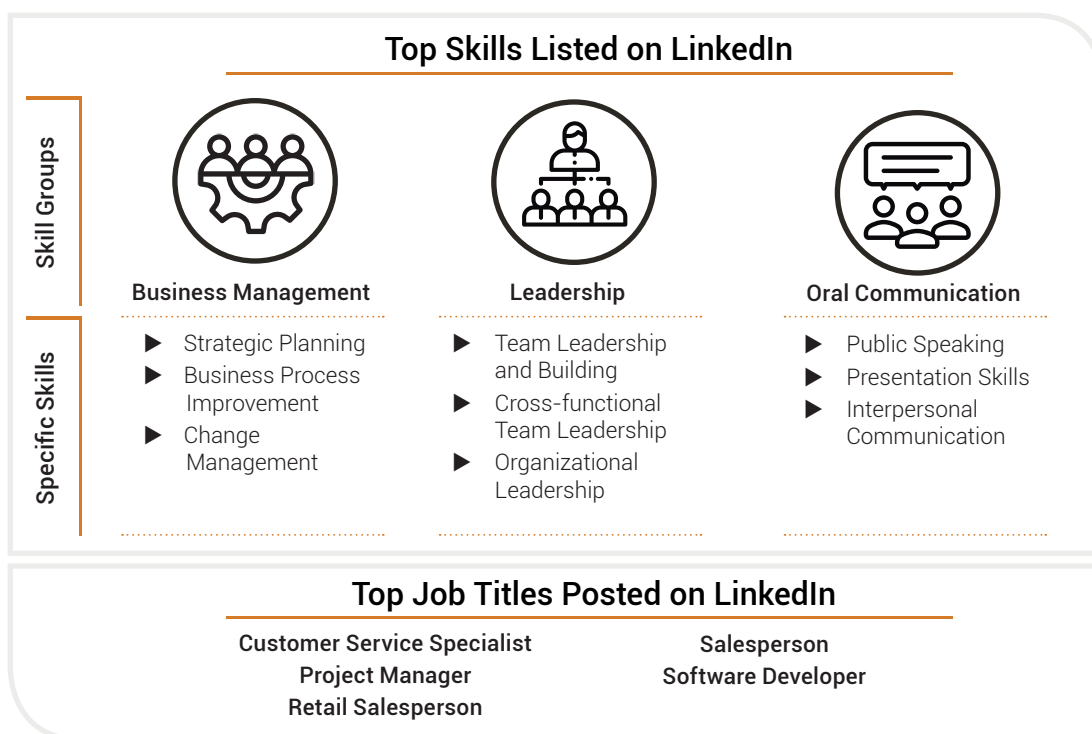 Top Skills Listed on LinkedIn
Skill Groups
Business Management
Leadership
Oral Communication
Specific Skills
Strategic Planning
Business Process
Improvement
Change
Management
Team Leadership
and Building
Cross-functional
Team Leadership
Organizational
Leadership
Public Speaking
Presentation Skills
Interpersonal
Communication
Top Job Titles Posted on LinkedIn
Customer Service Specialist
Project Manager
Retail Salesperson
Salesperson
Software Developer